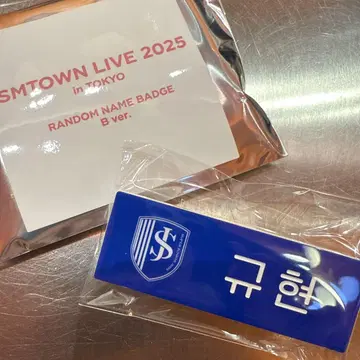 SMTOWN LIVE 2025
in TOKYO
RANDOM NAME BADGE
B ver.
규현